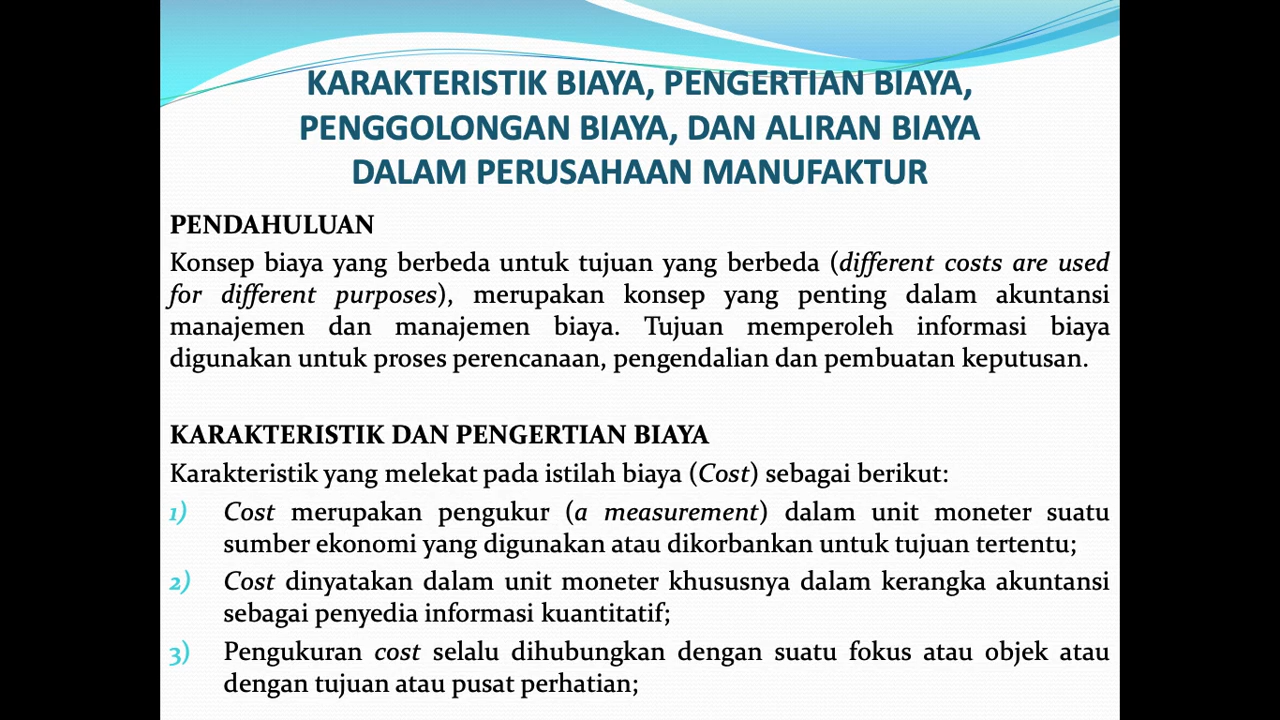 KARAKTERISTIK BIAYA, PENGERTIAN BIAYA,
PENGGOLONGAN BIAYA, DAN ALIRAN BIAYA
DALAM PERUSAHAAN MANUFAKTUR
PENDAHULUAN
Konsep biaya yang berbeda untuk tujuan yang berbeda (different costs are used
for different purposes), merupakan konsep yang penting dalam akuntansi
manajemen dan manajemen biaya. Tujuan memperoleh informasi biaya
digunakan untuk proses perencanaan, pengendalian dan pembuatan keputusan.
KARAKTERISTIK DAN PENGERTIAN BIAYA
Karakteristik yang melekat pada istilah biaya (Cost) sebagai berikut:
1) Cost merupakan pengukur (a measurement) dalam unit moneter suatu
sumber ekonomi yang digunakan atau dikorbankan untuk tujuan tertentu;
2) Cost dinyatakan dalam unit moneter khususnya dalam kerangka akuntansi
sebagai penyedia informasi kuantitatif;
3) Pengukuran cost selalu dihubungkan dengan suatu fokus atau objek atau
dengan tujuan atau pusat perhatian;